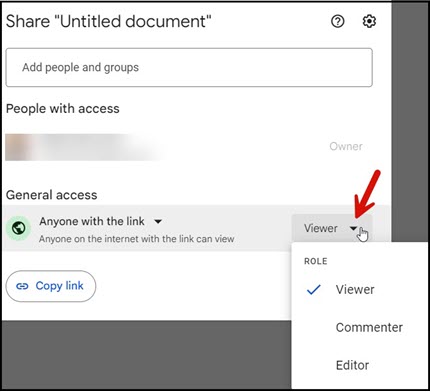 Share "Untitled document"
Add people and groups
People with access
Owner
General access
Anyone with the link
Anyone on the internet with the link can view
Viewer
Copy link
ROLE
Viewer
Commenter
Editor